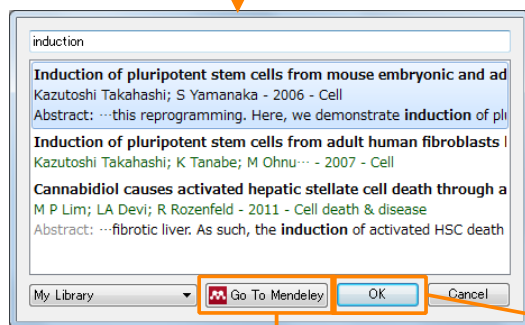 induction
Induction of pluripotent stem cells from mouse embryonic and ad
Kazutoshi Takahashi; S Yamanaka - 2006 - Cell
Abstract: ···this reprogramming. Here, we demonstrate induction of plu
Induction of pluripotent stem cells from adult human fibroblasts
Kazutoshi Takahashi; K Tanabe; M Ohnu··· - 2007 - Cell
Cannabidiol causes activated hepatic stellate cell death through a
M P Lim; LA Devi; R Rozenfeld - 2011 - Cell death & disease
Abstract: ···fibrotic liver. As such, the induction of activated HSC death
My Library Go To Mendeley OK Cancel